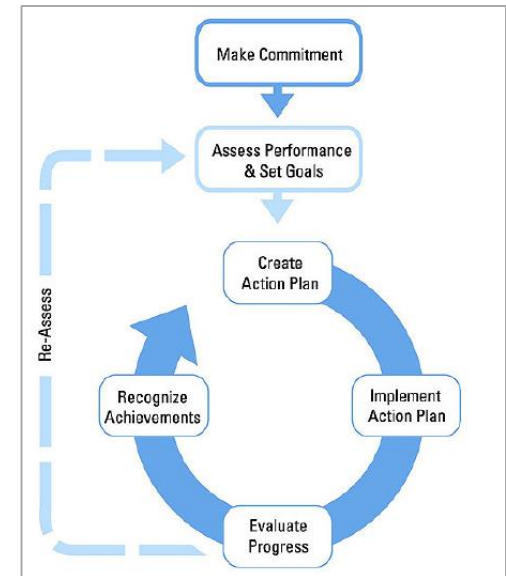 Make Commitment
Assess Performance
& Set Goals
Create
Action Plan
Re-Assess
Recognize
Achievements
Implement
Action Plan
Evaluate
Progress